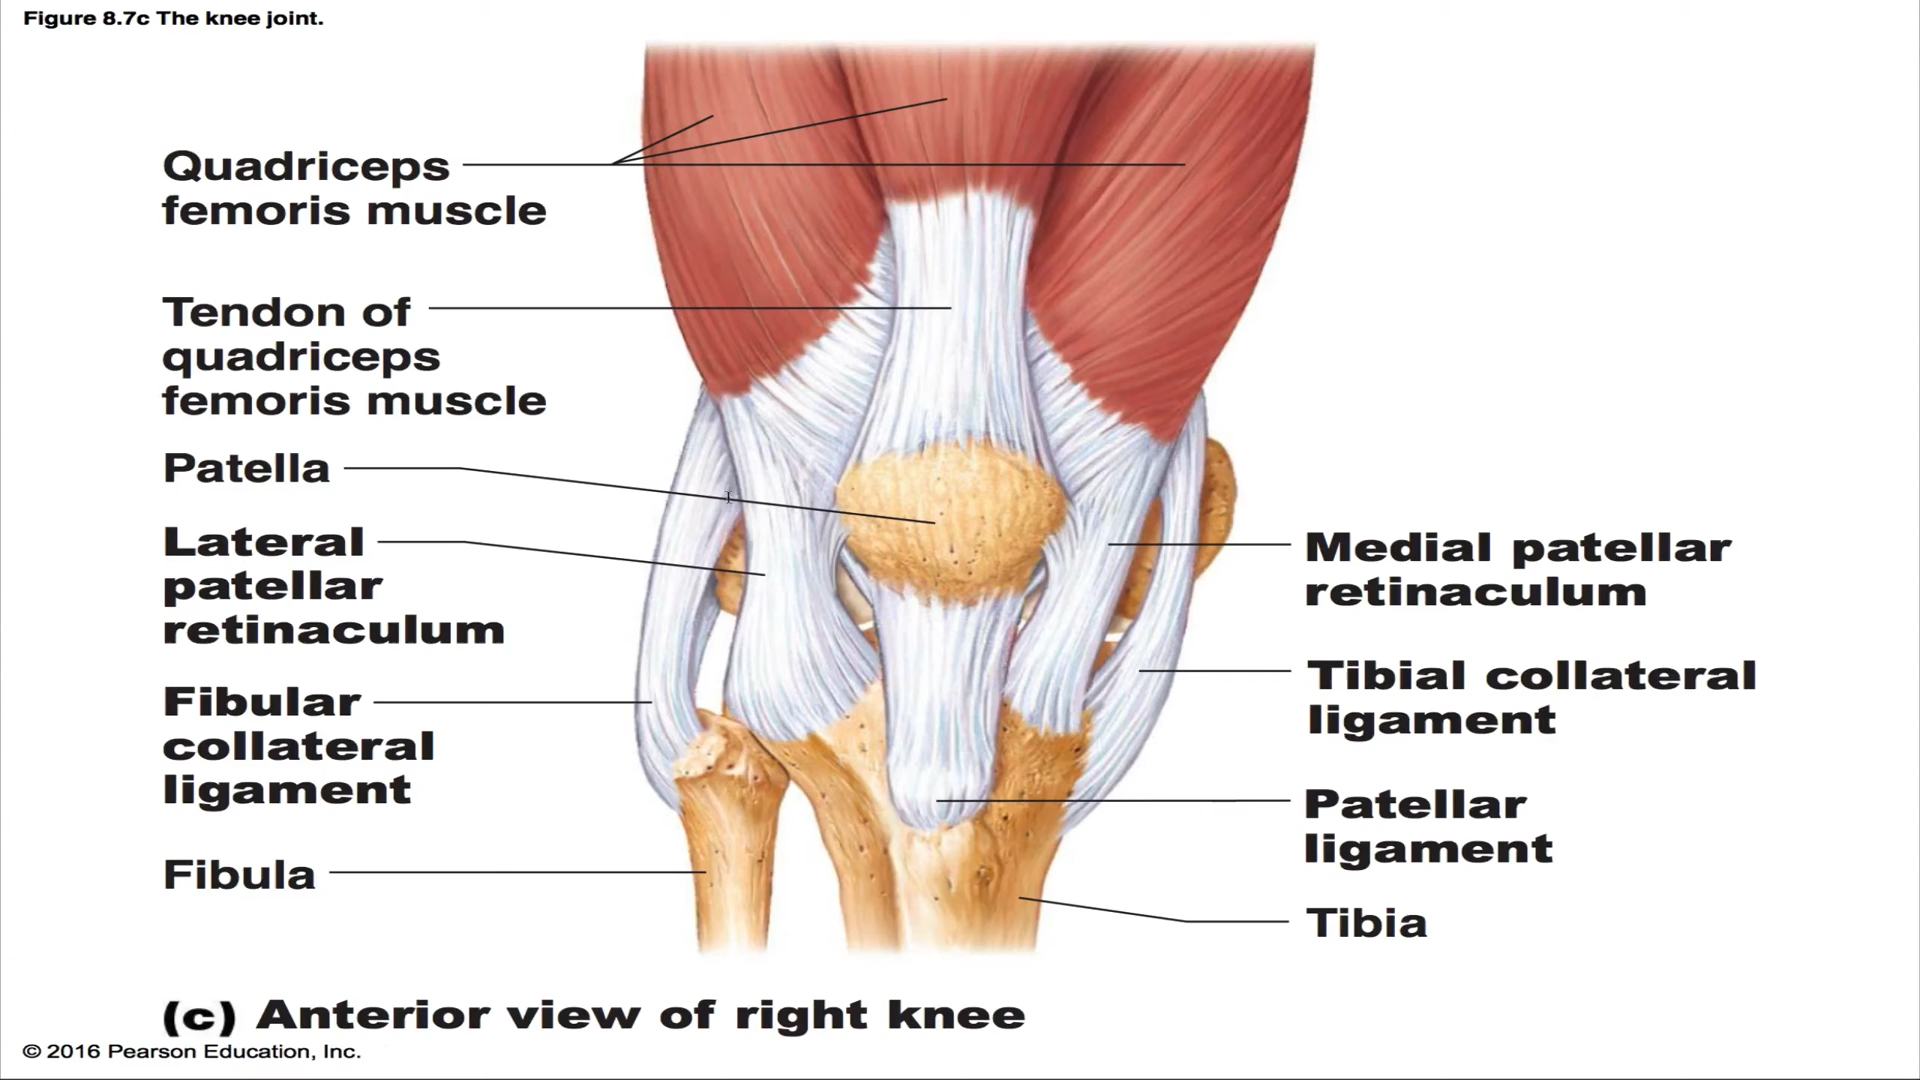 Figure 8.7c The knee joint.
Quadriceps
femoris muscle
Tendon of
quadriceps
femoris muscle
Patella
Lateral
patellar
retinaculum
Fibular
collateral
ligament
Fibula
Medial patellar
retinaculum
Tibial collateral
ligament
Patellar
ligament
Tibia
(c) Anterior view of right knee
© 2016 Pearson Education, Inc.